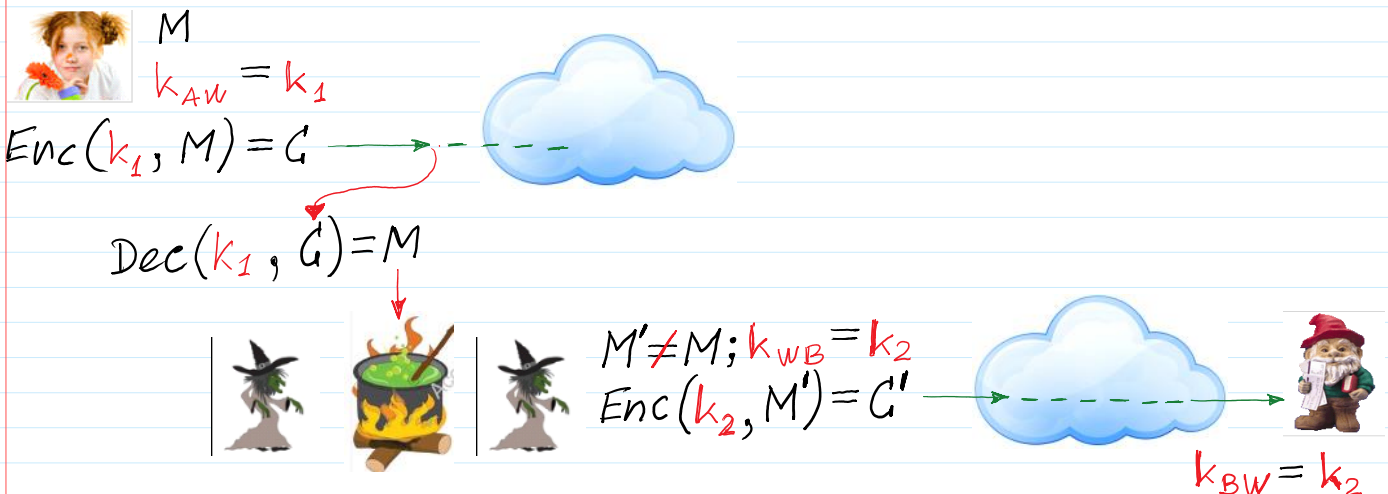 M
k_AW = k_1
Enc(k_1, M) = C
Dec(k_1, C) = M
M' ≠ M; k_WB = k_2
Enc(k_2, M') = C'
k_BW = k_2